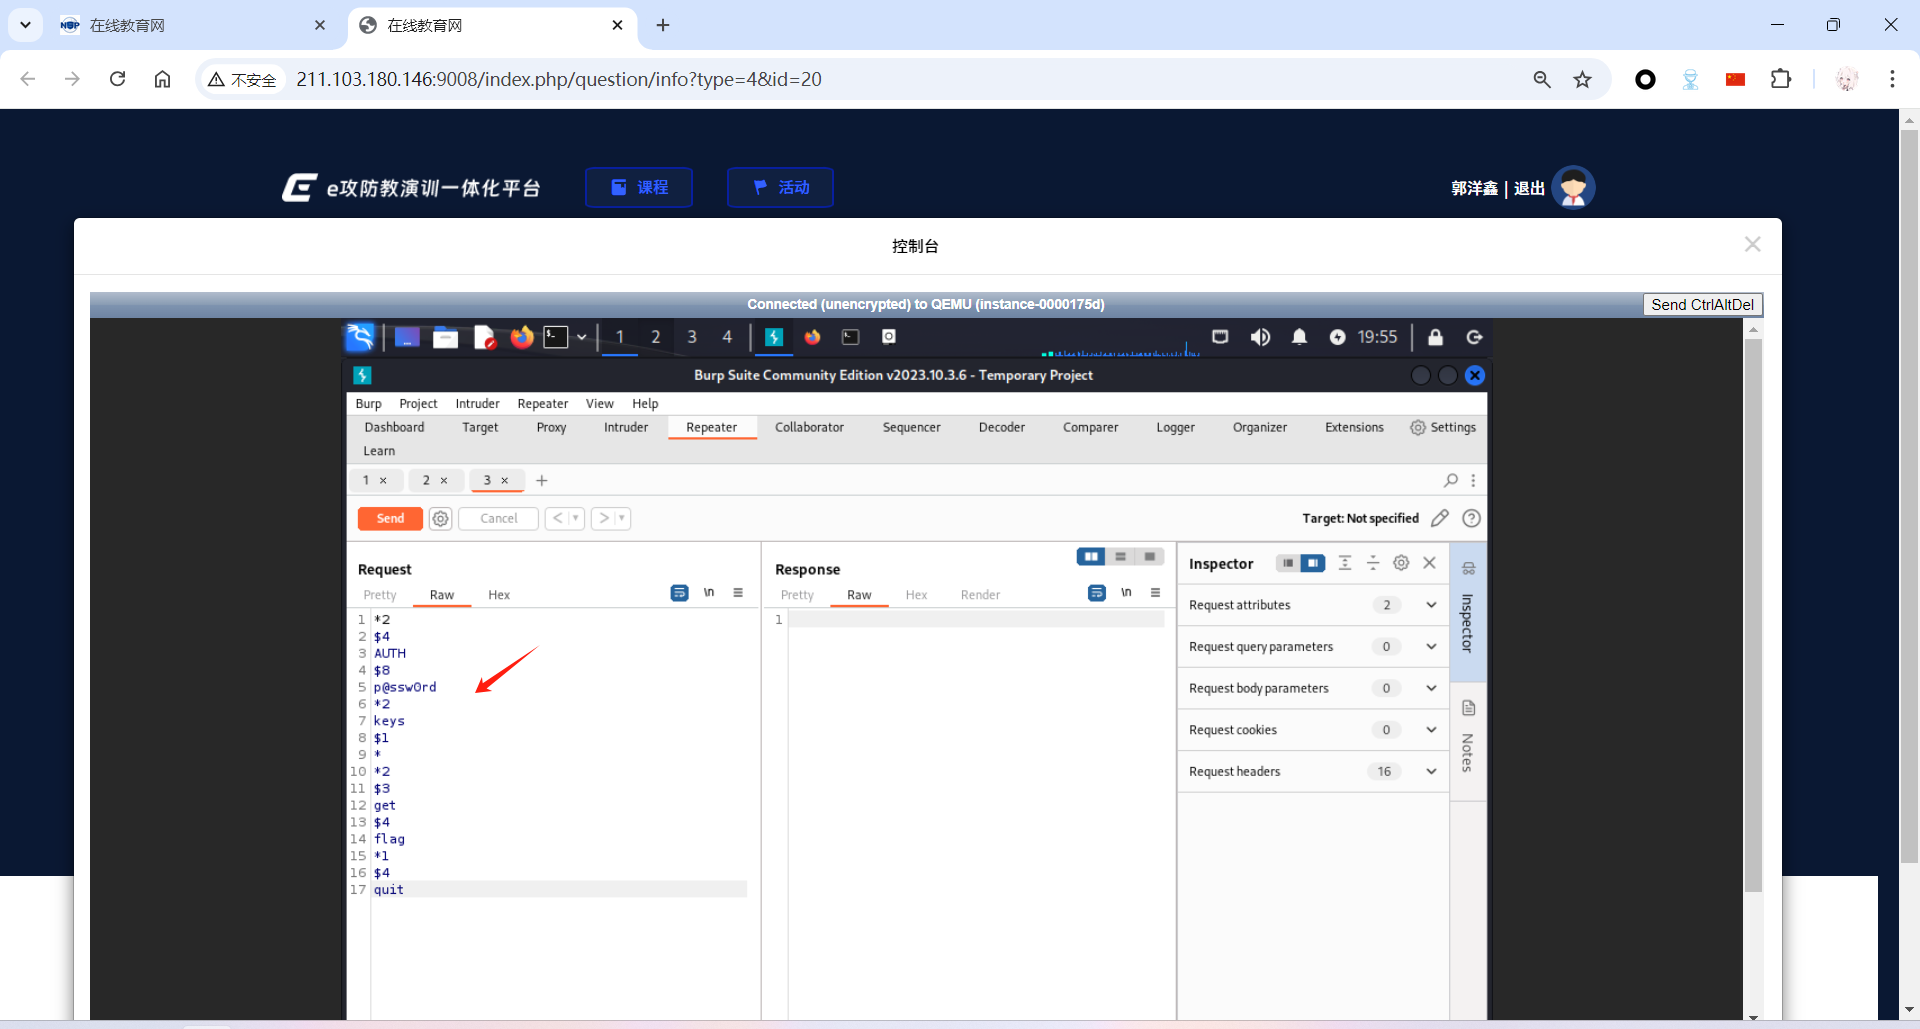 在线教育网
在线教育网
不安全
211.103.180.146:9008/index.php/question/info?type=4&id=20
e攻防教演训一体化平台
课程
活动
郭洋鑫 | 退出
控制台
Connected (unencrypted) to QEMU (instance-0000175d)
Send CtrlAltDel
1 2 3 4
19:55
Burp Suite Community Edition v2023.10.3.6 - Temporary Project
Burp Project Intruder Repeater View Help
Dashboard Target Proxy Intruder Repeater Collaborator Sequencer Decoder Comparer Logger Organizer Extensions Settings
Learn
1 × 2 × 3 × +
Send Cancel < >
Target: Not specified
Request
Pretty Raw Hex
\n
1 *2
2 $4
3 AUTH
4 $8
5 p@ssw0rd
6 *2
7 keys
8 $1
9 *
10 *2
11 $3
12 get
13 $4
14 flag
15 *1
16 $4
17 quit
Response
Pretty Raw Hex Render
\n
1
Inspector
Request attributes 2
Request query parameters 0
Request body parameters 0
Request cookies 0
Request headers 16
Inspector
Notes